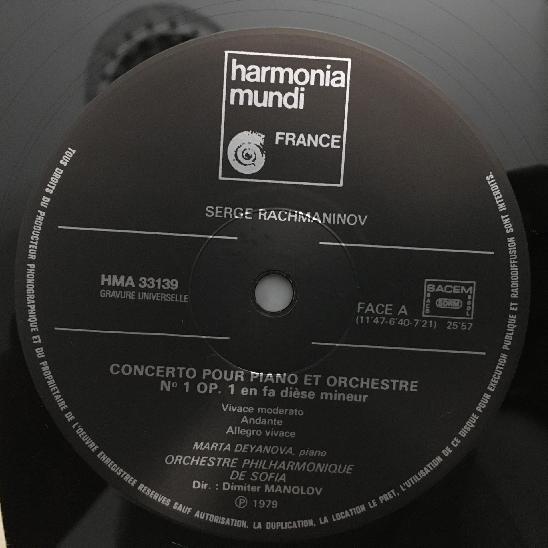 harmonia
mundi
FRANCE
SERGE RACHMANINOV
HMA 33139
GRAVURE UNIVERSELLE
SACEM
SACD
SDRM
SGDL
FACE A
(11'47-6'40-7'21) 25'57
CONCERTO POUR PIANO ET ORCHESTRE
Nº 1 OP. 1 en fa dièse mineur
Vivace moderato
Andante
Allegro vivace
MARTA DEYANOVA, piano
ORCHESTRE PHILHARMONIQUE
DE SOFIA
Dir. : Dimiter MANOLOV
℗ 1979
TOUS DROITS DU PRODUCTEUR PHONOGRAPHIQUE ET DU PROPRIETAIRE DE L'ŒUVRE ENREGISTREE RESERVES SAUF AUTORISATION. LA DUPLICATION, LA LOCATION LE PRET, L'UTILISATION DE CE DISQUE POUR EXECUTION PUBLIQUE ET RADIODIFFUSION SONT INTERDITS.